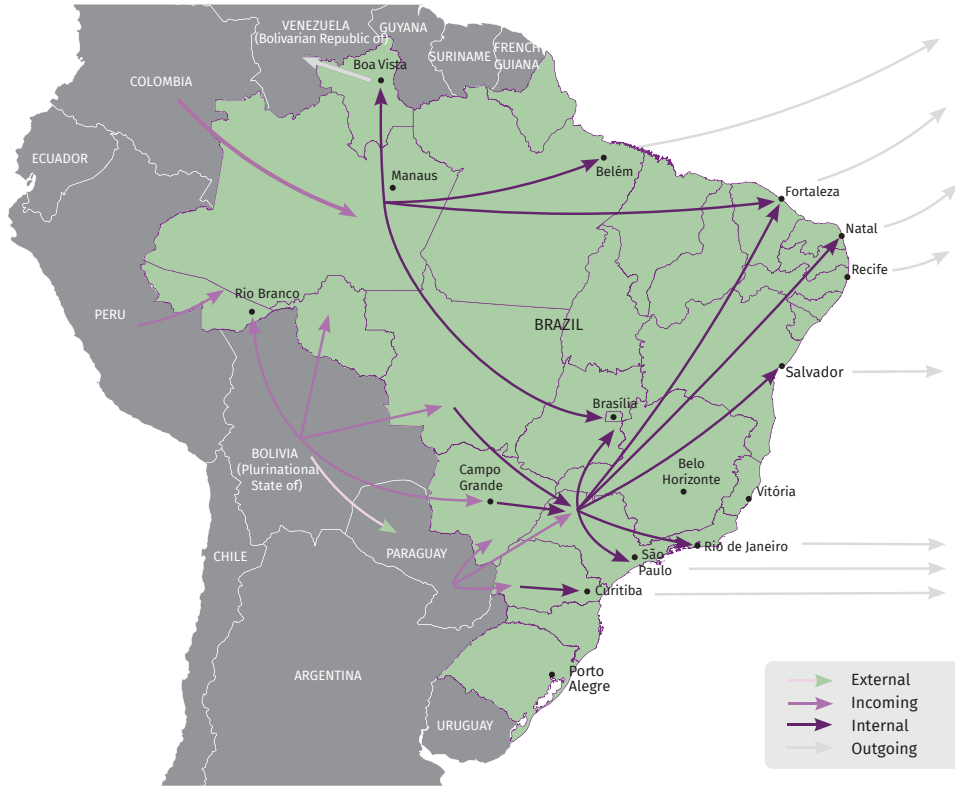 VENEZUELA
(Bolivarian Republic of)
GUYANA
SURINAME
FRENCH
GUIANA
Boa Vista
COLOMBIA
ECUADOR
Manaus
Belém
Fortaleza
Natal
Recife
PERU
Rio Branco
BRAZIL
Salvador
Brasília
BOLIVIA
(Plurinational
State of)
Campo
Grande
Belo
Horizonte
Vitória
CHILE
PARAGUAY
São
Paulo
Rio de Janeiro
Curitiba
ARGENTINA
Porto
Alegre
URUGUAY
External
Incoming
Internal
Outgoing